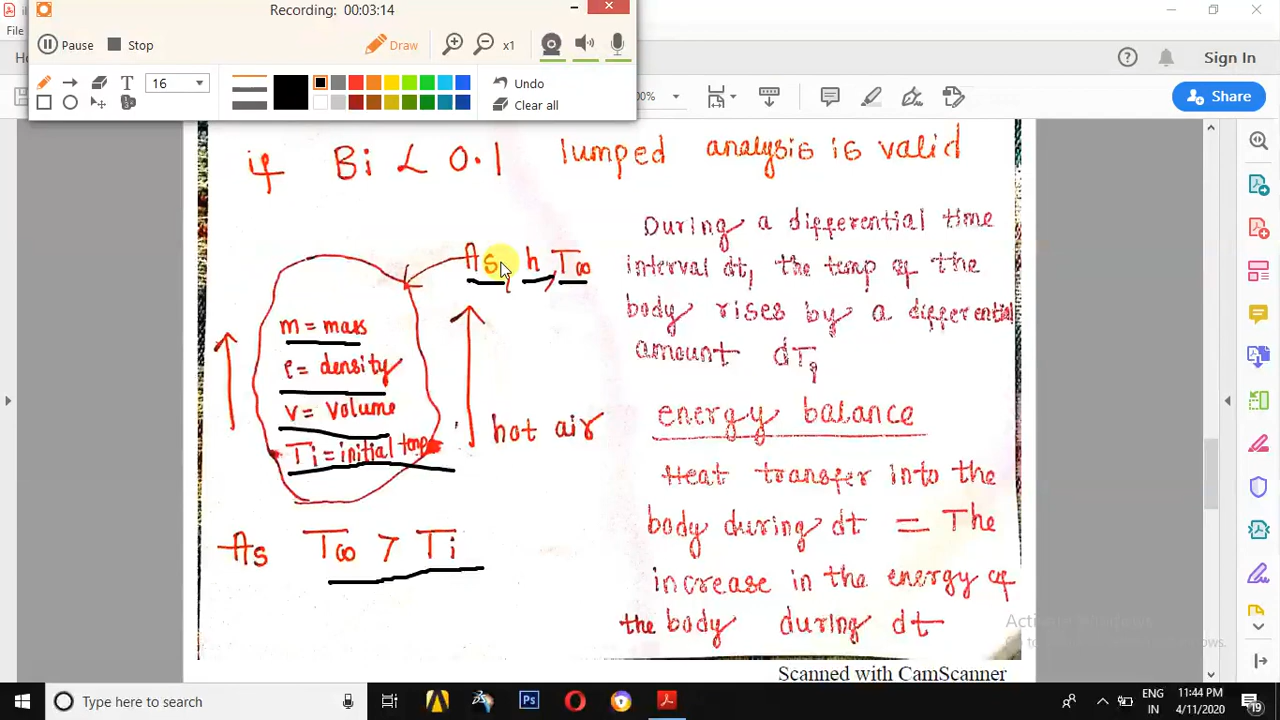 Recording: 00:03:14
Pause
Stop
Draw
x1
T
16
Undo
Clear all
File
Sign In
00%
Share
if Bi < 0.1 lumped analysis is valid
As, h, T∞
m = mass
ρ = density
v = volume
Ti = initial temp
hot air
As T∞ > Ti
During a differential time
interval dt, the temp of the
body rises by a differential
amount dT,
energy balance
Heat transfer into the
body during dt = The
increase in the energy of
the body during dt
Scanned with CamScanner
Type here to search
Ps
ENG
IN
11:44 PM
4/11/2020
19